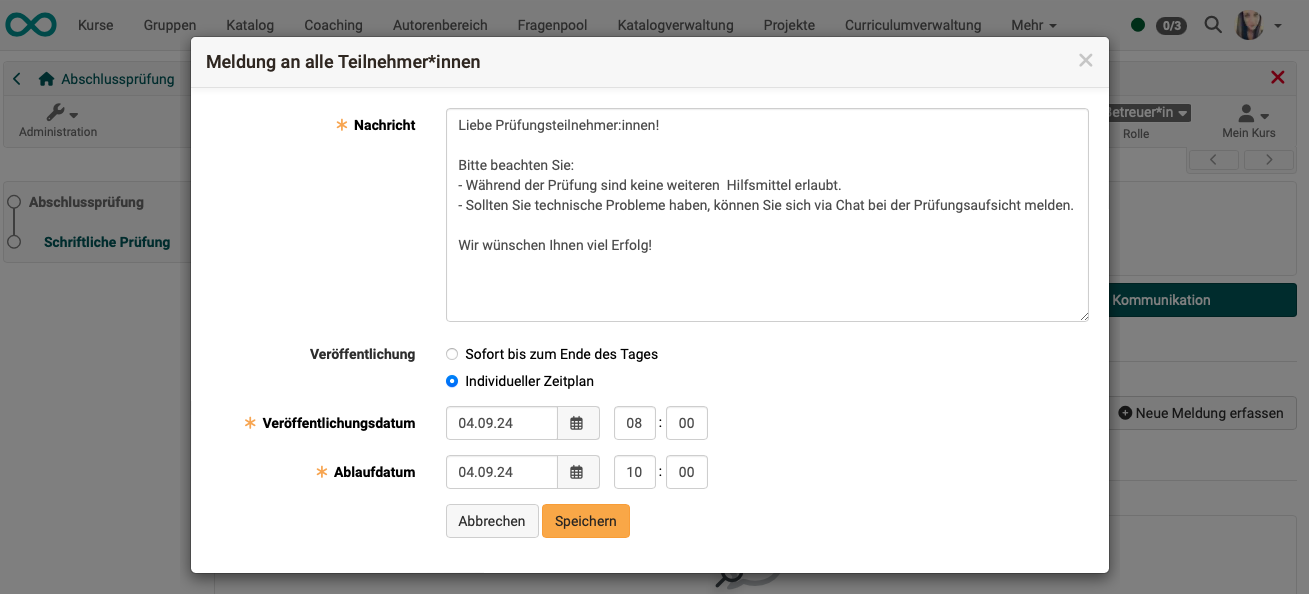 Kurse Gruppen Katalog Coaching Autorenbereich Fragenpool Katalogverwaltung Projekte Curriculumverwaltung Mehr 0/3
Meldung an alle Teilnehmer*innen
Abschlussprüfung
Administration
Betreuer*in
Rolle
Mein Kurs
Abschlussprüfung
Schriftliche Prüfung
Nachricht
Liebe Prüfungsteilnehmer:innen!
Bitte beachten Sie:
- Während der Prüfung sind keine weiteren  Hilfsmittel erlaubt.
- Sollten Sie technische Probleme haben, können Sie sich via Chat bei der Prüfungsaufsicht melden.
Wir wünschen Ihnen viel Erfolg!
Kommunikation
Veröffentlichung
Sofort bis zum Ende des Tages
Individueller Zeitplan
Neue Meldung erfassen
Veröffentlichungsdatum 04.09.24 08 : 00
Ablaufdatum 04.09.24 10 : 00
Abbrechen Speichern